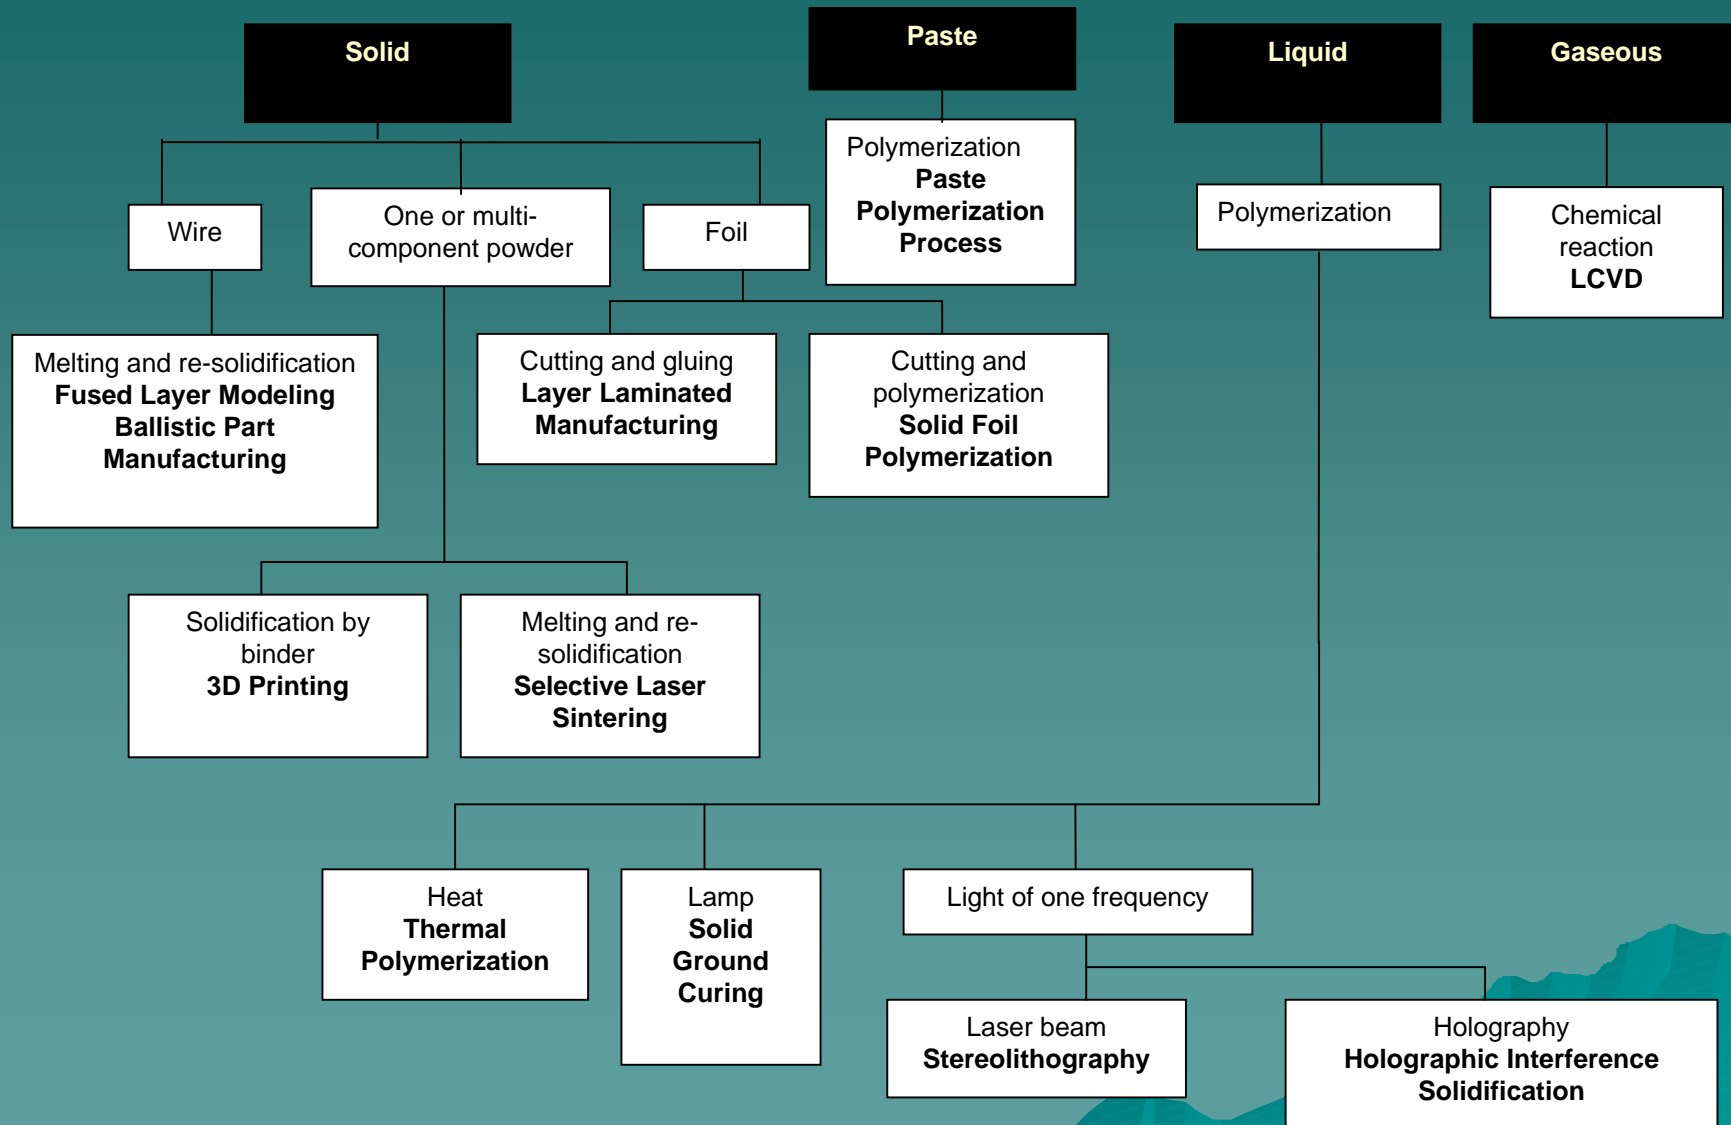 Solid
Paste
Liquid
Gaseous
Wire
One or multi-
component powder
Foil
Polymerization
Paste
Polymerization
Process
Polymerization
Chemical
reaction
LCVD
Melting and re-solidification
Fused Layer Modeling
Ballistic Part
Manufacturing
Cutting and gluing
Layer Laminated
Manufacturing
Cutting and
polymerization
Solid Foil
Polymerization
Solidification by
binder
3D Printing
Melting and re-
solidification
Selective Laser
Sintering
Heat
Thermal
Polymerization
Lamp
Solid
Ground
Curing
Light of one frequency
Laser beam
Stereolithography
Holography
Holographic Interference
Solidification